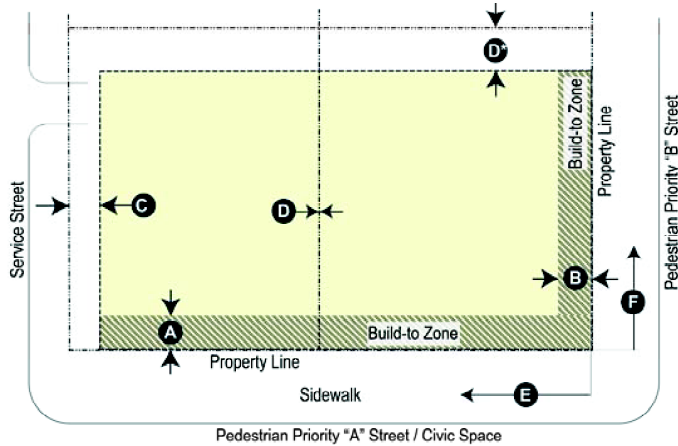 D*
Build-to Zone
Property Line
Pedestrian Priority "B" Street
Service Street
C
D
B
F
A
Build-to Zone
Property Line
Sidewalk
E
Pedestrian Priority "A" Street / Civic Space